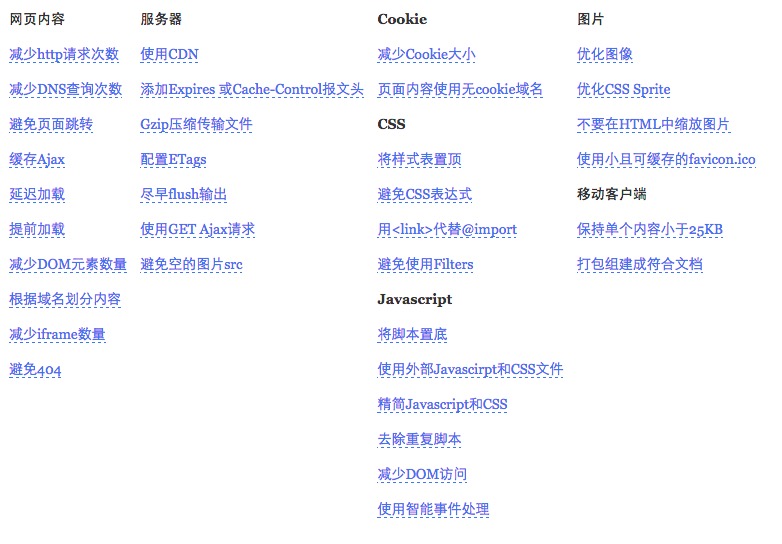 网页内容
减少http请求次数
减少DNS查询次数
避免页面跳转
缓存Ajax
延迟加载
提前加载
减少DOM元素数量
根据域名划分内容
减少iframe数量
避免404
服务器
使用CDN
添加Expires 或Cache-Control报文头
Gzip压缩传输文件
配置ETags
尽早flush输出
使用GET Ajax请求
避免空的图片src
Cookie
减少Cookie大小
页面内容使用无cookie域名
CSS
将样式表置顶
避免CSS表达式
用<link>代替@import
避免使用Filters
Javascript
将脚本置底
使用外部Javascirpt和CSS文件
精简Javascript和CSS
去除重复脚本
减少DOM访问
使用智能事件处理
图片
优化图像
优化CSS Sprite
不要在HTML中缩放图片
使用小且可缓存的favicon.ico
移动客户端
保持单个内容小于25KB
打包组建成符合文档